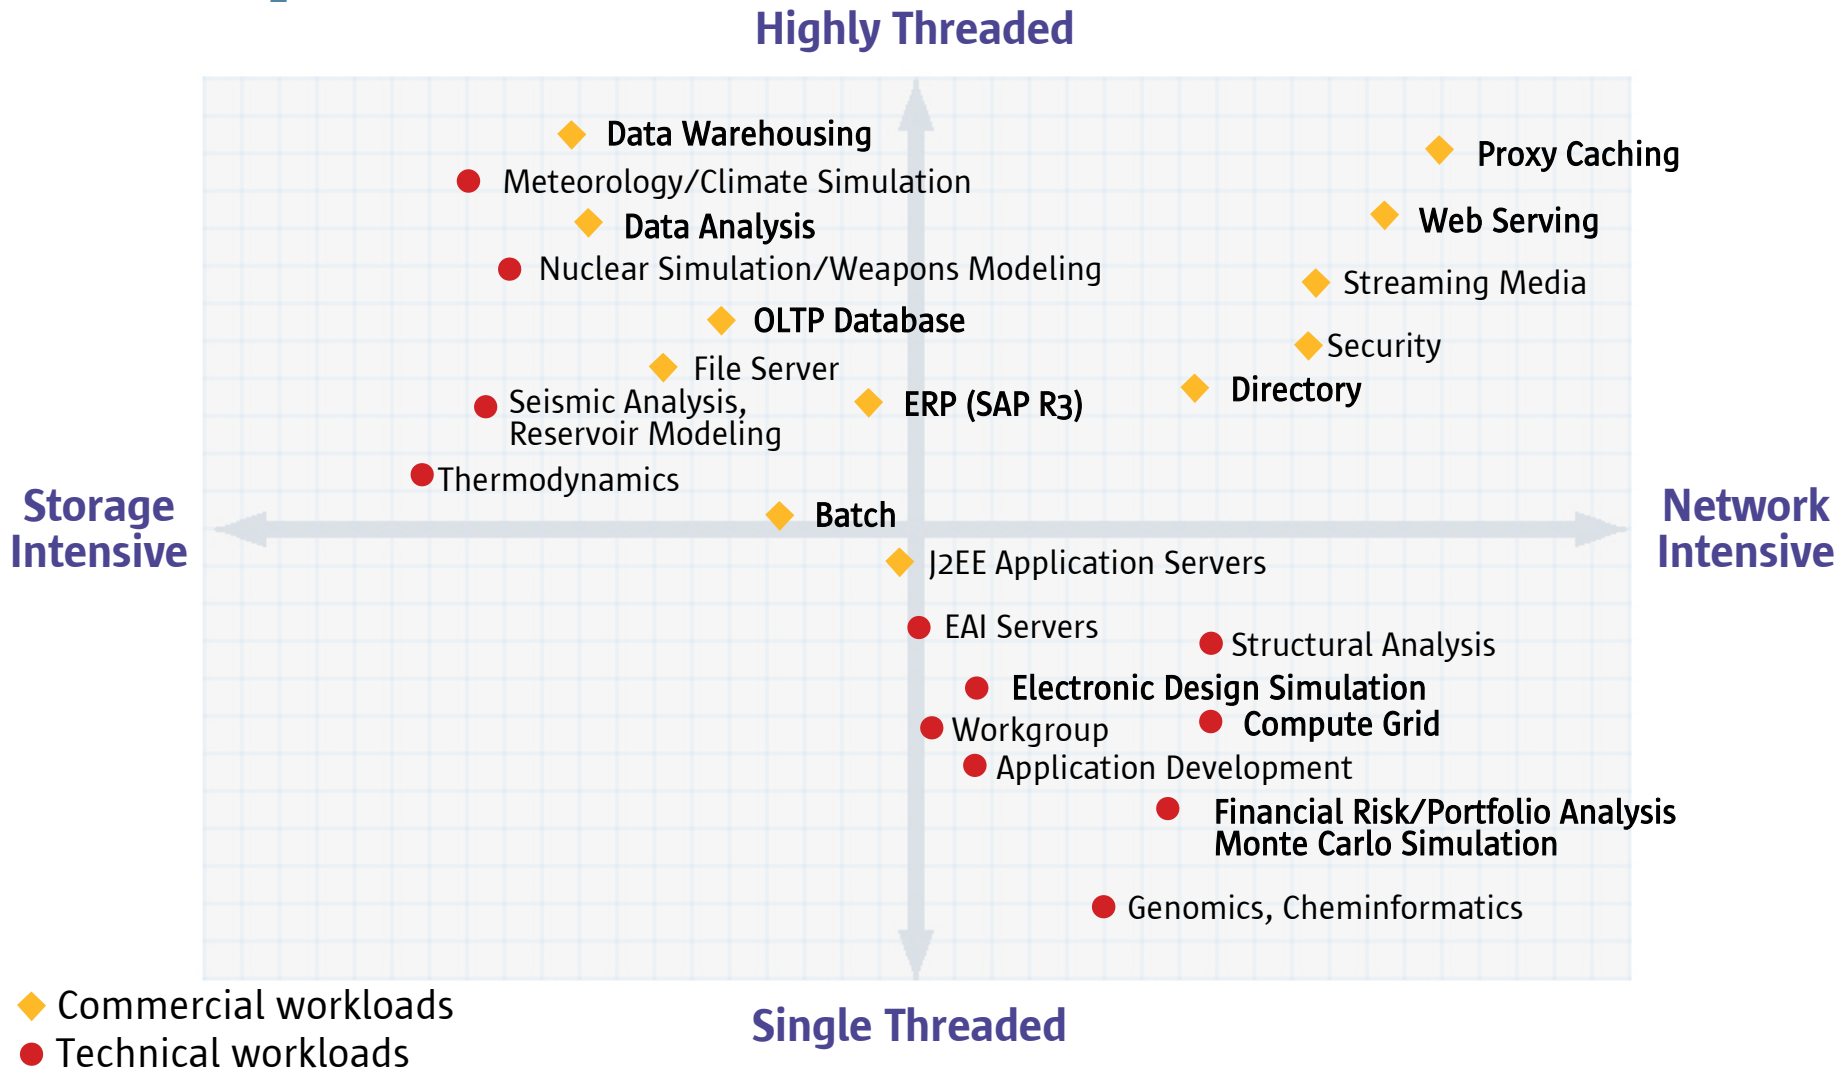 Highly Threaded
Data Warehousing
Proxy Caching
Meteorology/Climate Simulation
Data Analysis
Web Serving
Nuclear Simulation/Weapons Modeling
Streaming Media
OLTP Database
Security
File Server
Directory
Seismic Analysis,
Reservoir Modeling
ERP (SAP R3)
Thermodynamics
Storage
Intensive
Batch
Network
Intensive
J2EE Application Servers
EAI Servers
Structural Analysis
Electronic Design Simulation
Workgroup
Compute Grid
Application Development
Financial Risk/Portfolio Analysis
Monte Carlo Simulation
Genomics, Cheminformatics
Commercial workloads
Single Threaded
Technical workloads